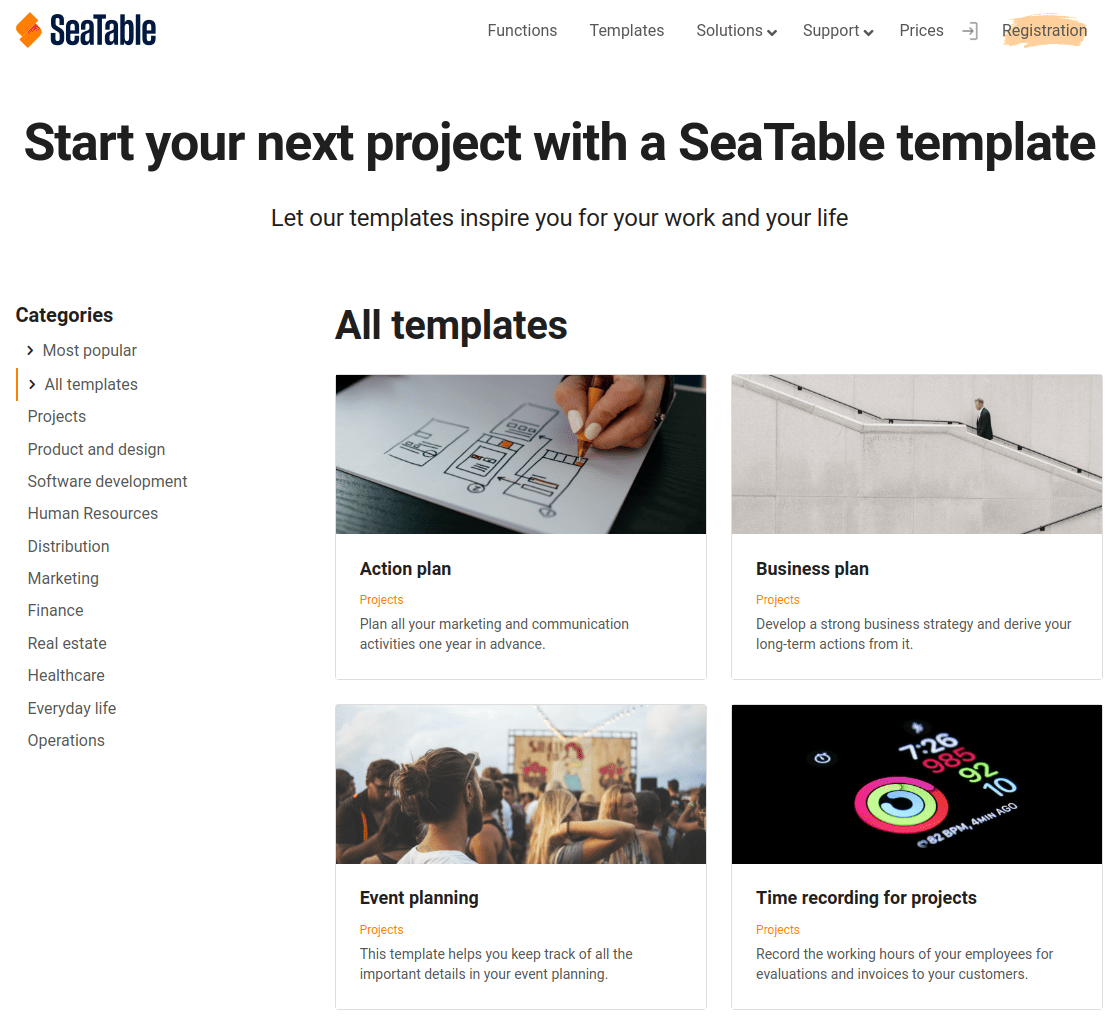 SeaTable
Functions
Templates
Solutions
Support
Prices
Registration
Start your next project with a SeaTable template
Let our templates inspire you for your work and your life
Categories
Most popular
All templates
Projects
Product and design
Software development
Human Resources
Distribution
Marketing
Finance
Real estate
Healthcare
Everyday life
Operations
All templates
Action plan
Projects
Plan all your marketing and communication
activities one year in advance.
Business plan
Projects
Develop a strong business strategy and derive your
long-term actions from it.
Event planning
Projects
This template helps you keep track of all the
important details in your event planning.
7:26
985
92
10
82 BPM, 4MIN AGO
Time recording for projects
Projects
Record the working hours of your employees for
evaluations and invoices to your customers.